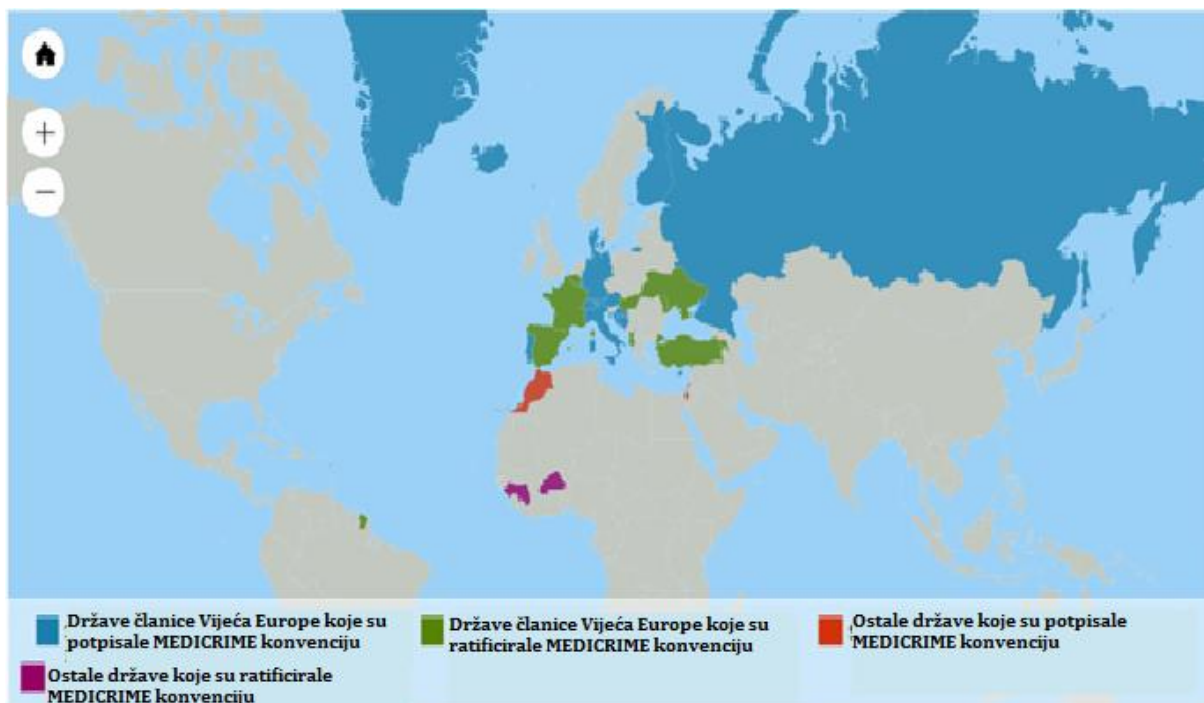 +
−
Države članice Vijeća Europe koje su
potpisale MEDICRIME konvenciju
Države članice Vijeća Europe koje su
ratificirale MEDICRIME konvenciju
Ostale države koje su potpisale
MEDICRIME konvenciju
Ostale države koje su ratificirale
MEDICRIME konvenciju